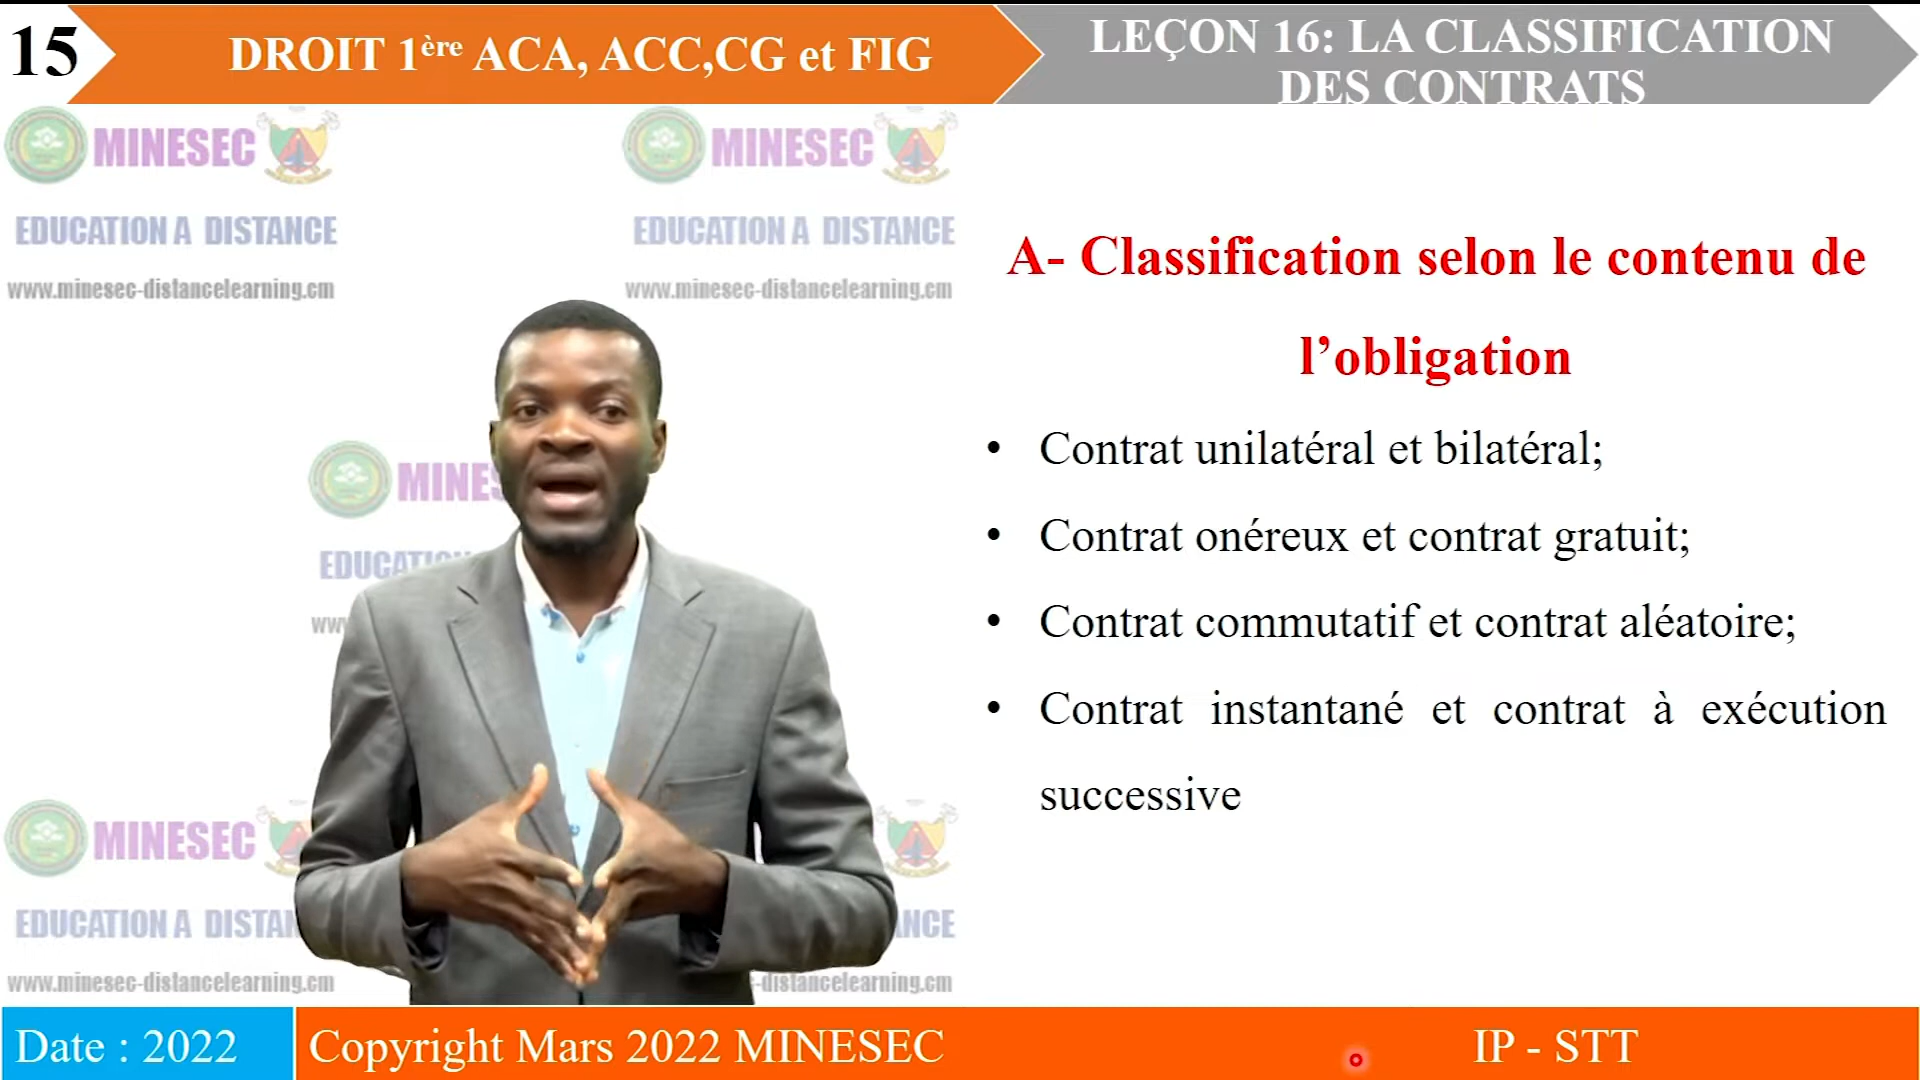 15
DROIT 1ère ACA, ACC,CG et FIG
LEÇON 16: LA CLASSIFICATION
DES CONTRATS
MINESEC
EDUCATION A DISTANCE
www.minesec-distancelearning.cm
MINESEC
EDUCATION A DISTANCE
www.minesec-distancelearning.cm
A- Classification selon le contenu de
l’obligation
• Contrat unilatéral et bilatéral;
• Contrat onéreux et contrat gratuit;
• Contrat commutatif et contrat aléatoire;
• Contrat instantané et contrat à exécution
successive
MINES
EDUCAT
ww
MINESEC
EDUCATION A DISTAN
www.minesec-distancelearning.cm
NCE
-distancelearning.cm
Date : 2022
Copyright Mars 2022 MINESEC
IP - STT